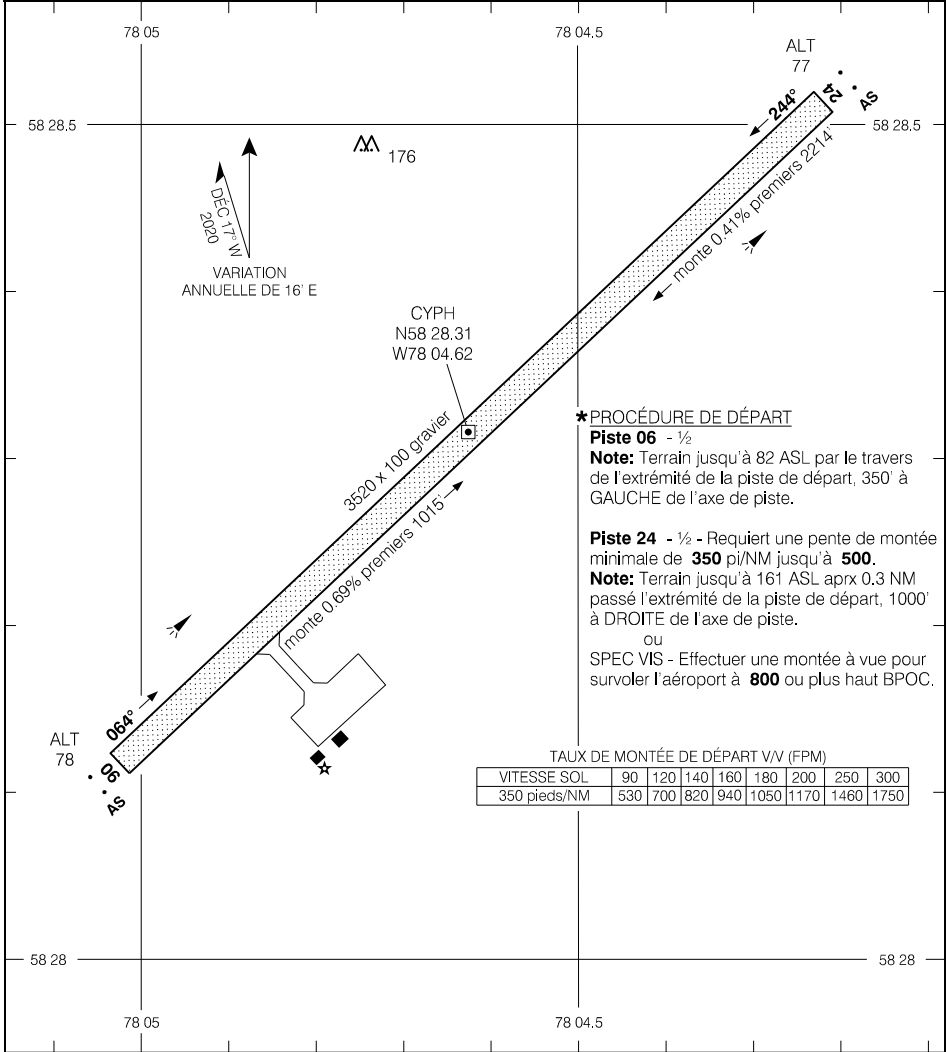 78 05
78 04.5
ALT
77
24
AS
244°
58 28.5
58 28.5
176
DÉC 17° W
2020
VARIATION
ANNUELLE DE 16' E
monte 0.41% premiers 2214'
CYPH
N58 28.31
W78 04.62
3520 x 100 gravier
monte 0.69% premiers 1015'
*PROCÉDURE DE DÉPART
Piste 06 - ½
Note: Terrain jusqu'à 82 ASL par le travers
de l'extrémité de la piste de départ, 350' à
GAUCHE de l'axe de piste.
Piste 24 - ½ - Requiert une pente de montée
minimale de 350 pi/NM jusqu'à 500.
Note: Terrain jusqu'à 161 ASL aprx 0.3 NM
passé l'extrémité de la piste de départ, 1000'
à DROITE de l'axe de piste.
ou
SPEC VIS - Effectuer une montée à vue pour
survoler l'aéroport à 800 ou plus haut BPOC.
064°
ALT
78
06
AS
TAUX DE MONTÉE DE DÉPART V/V (FPM)
VITESSE SOL 90 120 140 160 180 200 250 300
350 pieds/NM 530 700 820 940 1050 1170 1460 1750
58 28
58 28
78 05
78 04.5